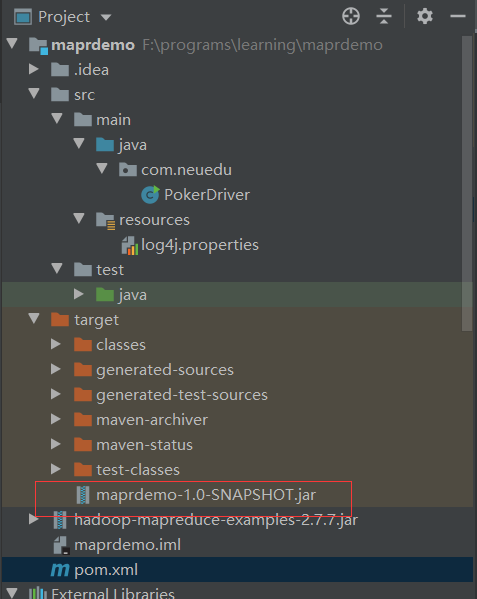 Project
maprdemo F:\programs\learning\maprdemo
.idea
src
main
java
com.neuedu
PokerDriver
resources
log4j.properties
test
java
target
classes
generated-sources
generated-test-sources
maven-archiver
maven-status
test-classes
maprdemo-1.0-SNAPSHOT.jar
hadoop-mapreduce-examples-2.7.7.jar
maprdemo.iml
pom.xml
External Libraries